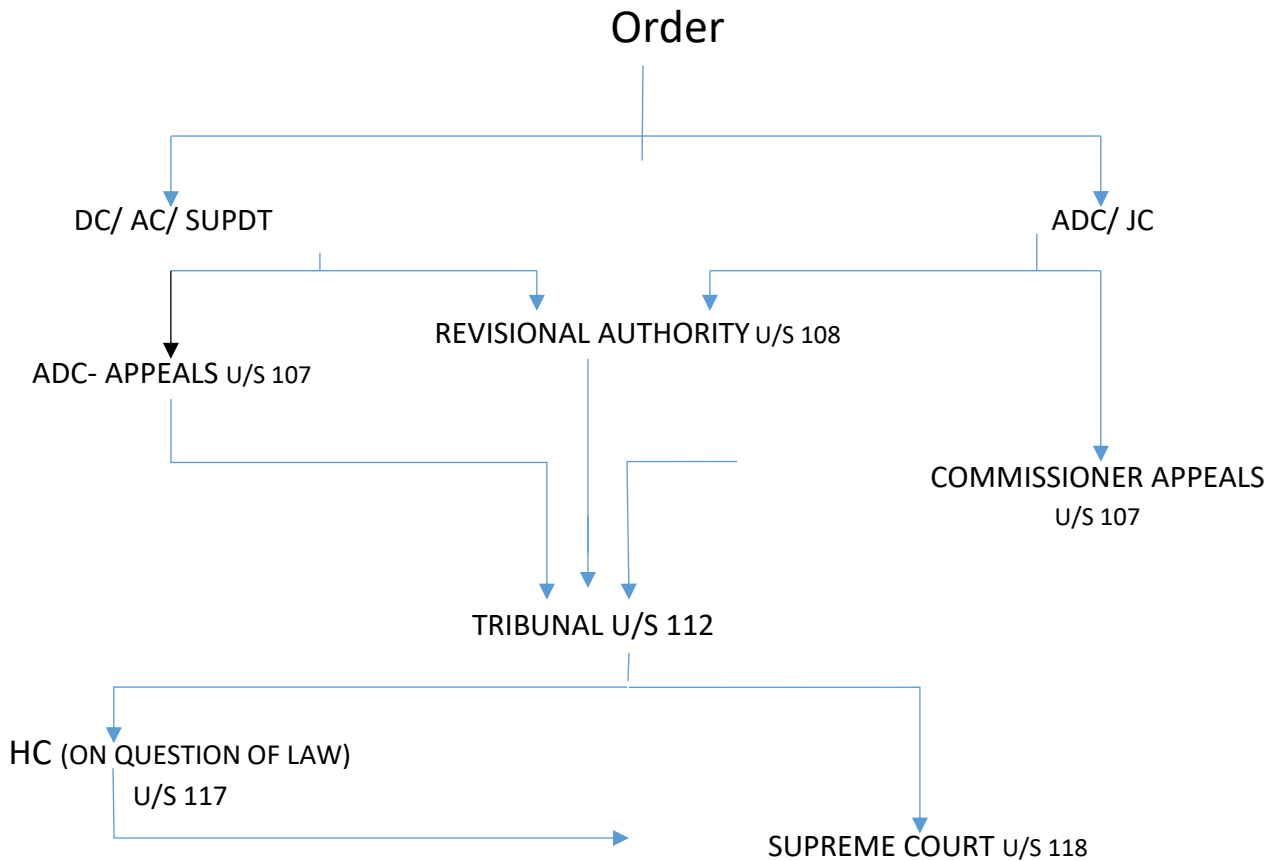 Order
DC/ AC/ SUPDT
ADC/ JC
REVISIONAL AUTHORITY U/S 108
ADC- APPEALS U/S 107
COMMISSIONER APPEALS
U/S 107
TRIBUNAL U/S 112
HC (ON QUESTION OF LAW)
U/S 117
SUPREME COURT U/S 118